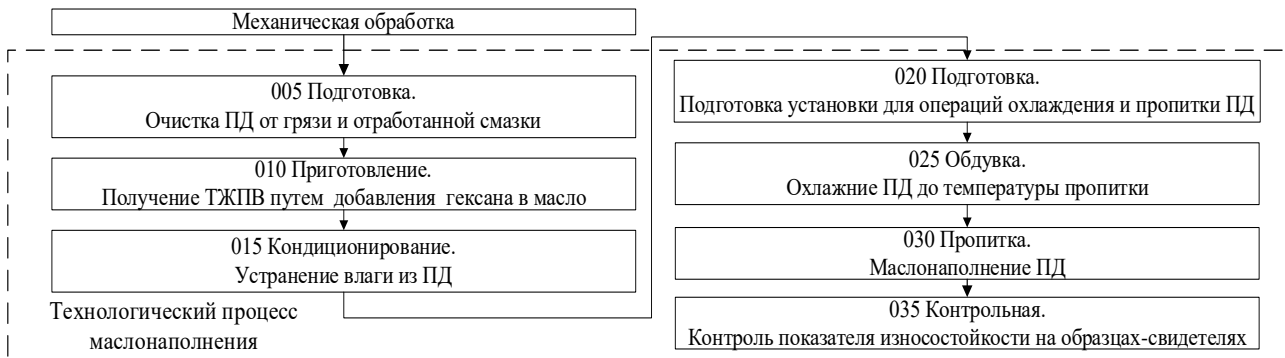 Механическая обработка
005 Подготовка.
Очистка ПД от грязи и отработанной смазки
010 Приготовление.
Получение ТЖПВ путем добавления гексана в масло
015 Кондиционирование.
Устранение влаги из ПД
Технологический процесс
маслонаполнения
020 Подготовка.
Подготовка установки для операций охлаждения и пропитки ПД
025 Обдувка.
Охлажние ПД до температуры пропитки
030 Пропитка.
Маслонаполнение ПД
035 Контрольная.
Контроль показателя износостойкости на образцах-свидетелях